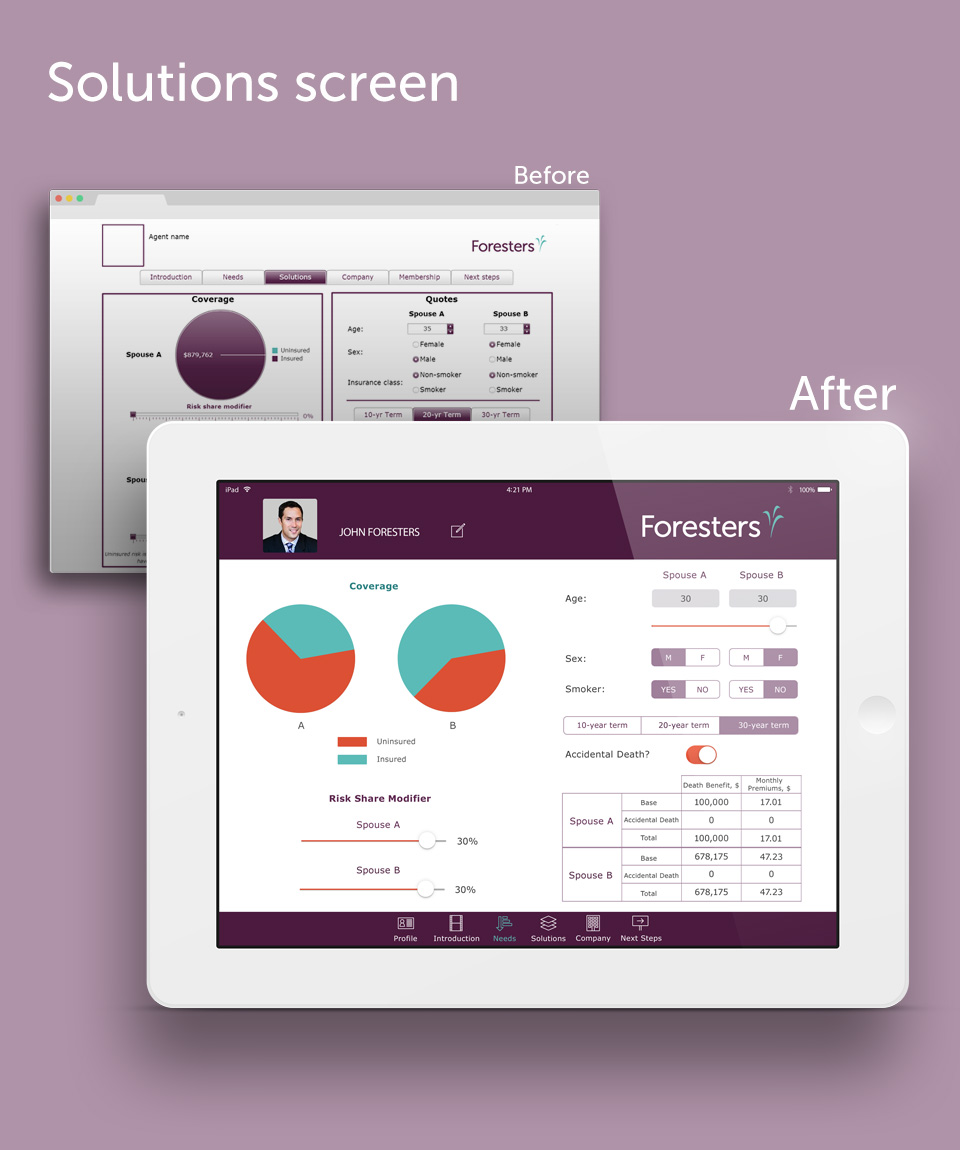 Solutions screen
Before
Agent name
Foresters
Introduction Needs Solutions Company Membership Next steps
Coverage
Spouse A
$879,762
Uninsured
Insured
Risk share modifier
0%
Quotes
Spouse A Spouse B
Age: 35 33
Sex: Female Female
Male Male
Insurance class: Non-smoker Non-smoker
Smoker Smoker
10-yr Term 20-yr Term 30-yr Term
Spou
Uninsured risk i
After
iPad 4:21 PM 100%
JOHN FORESTERS
Foresters
Coverage
A B
Uninsured
Insured
Risk Share Modifier
Spouse A
30%
Spouse B
30%
Spouse A Spouse B
Age: 30 30
Sex: M F M F
Smoker: YES NO YES NO
10-year term 20-year term 30-year term
Accidental Death?
Death Benefit, $ Monthly Premiums, $
Spouse A
Base 100,000 17.01
Accidental Death 0 0
Total 100,000 17.01
Spouse B
Base 678,175 47.23
Accidental Death 0 0
Total 678,175 47.23
Profile Introduction Needs Solutions Company Next Steps